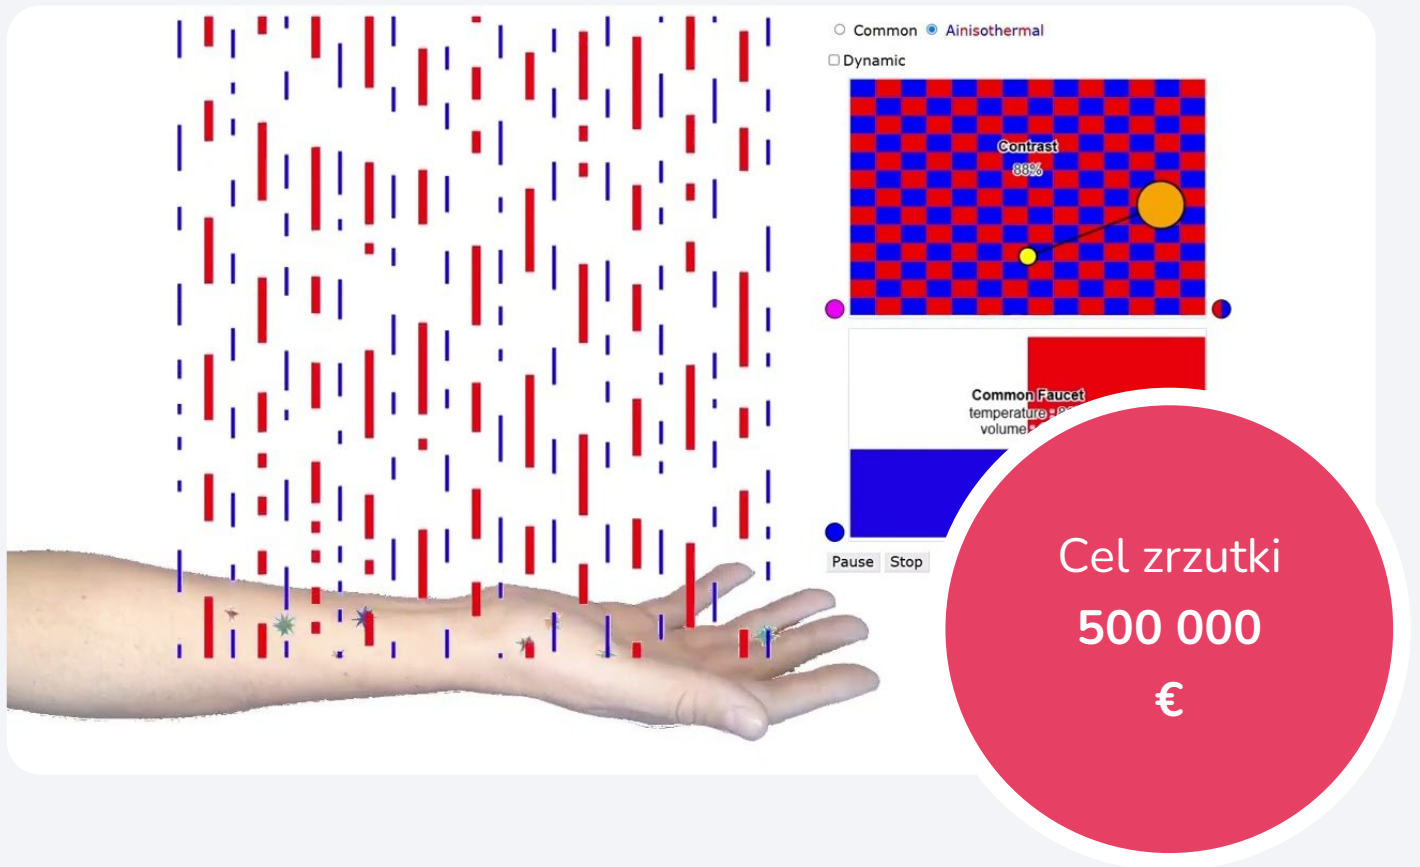 Common Ainisothermal
Dynamic
Contrast
88%
Common Faucet
temperature -
volume
Pause Stop
Cel zrzutki
500 000
€